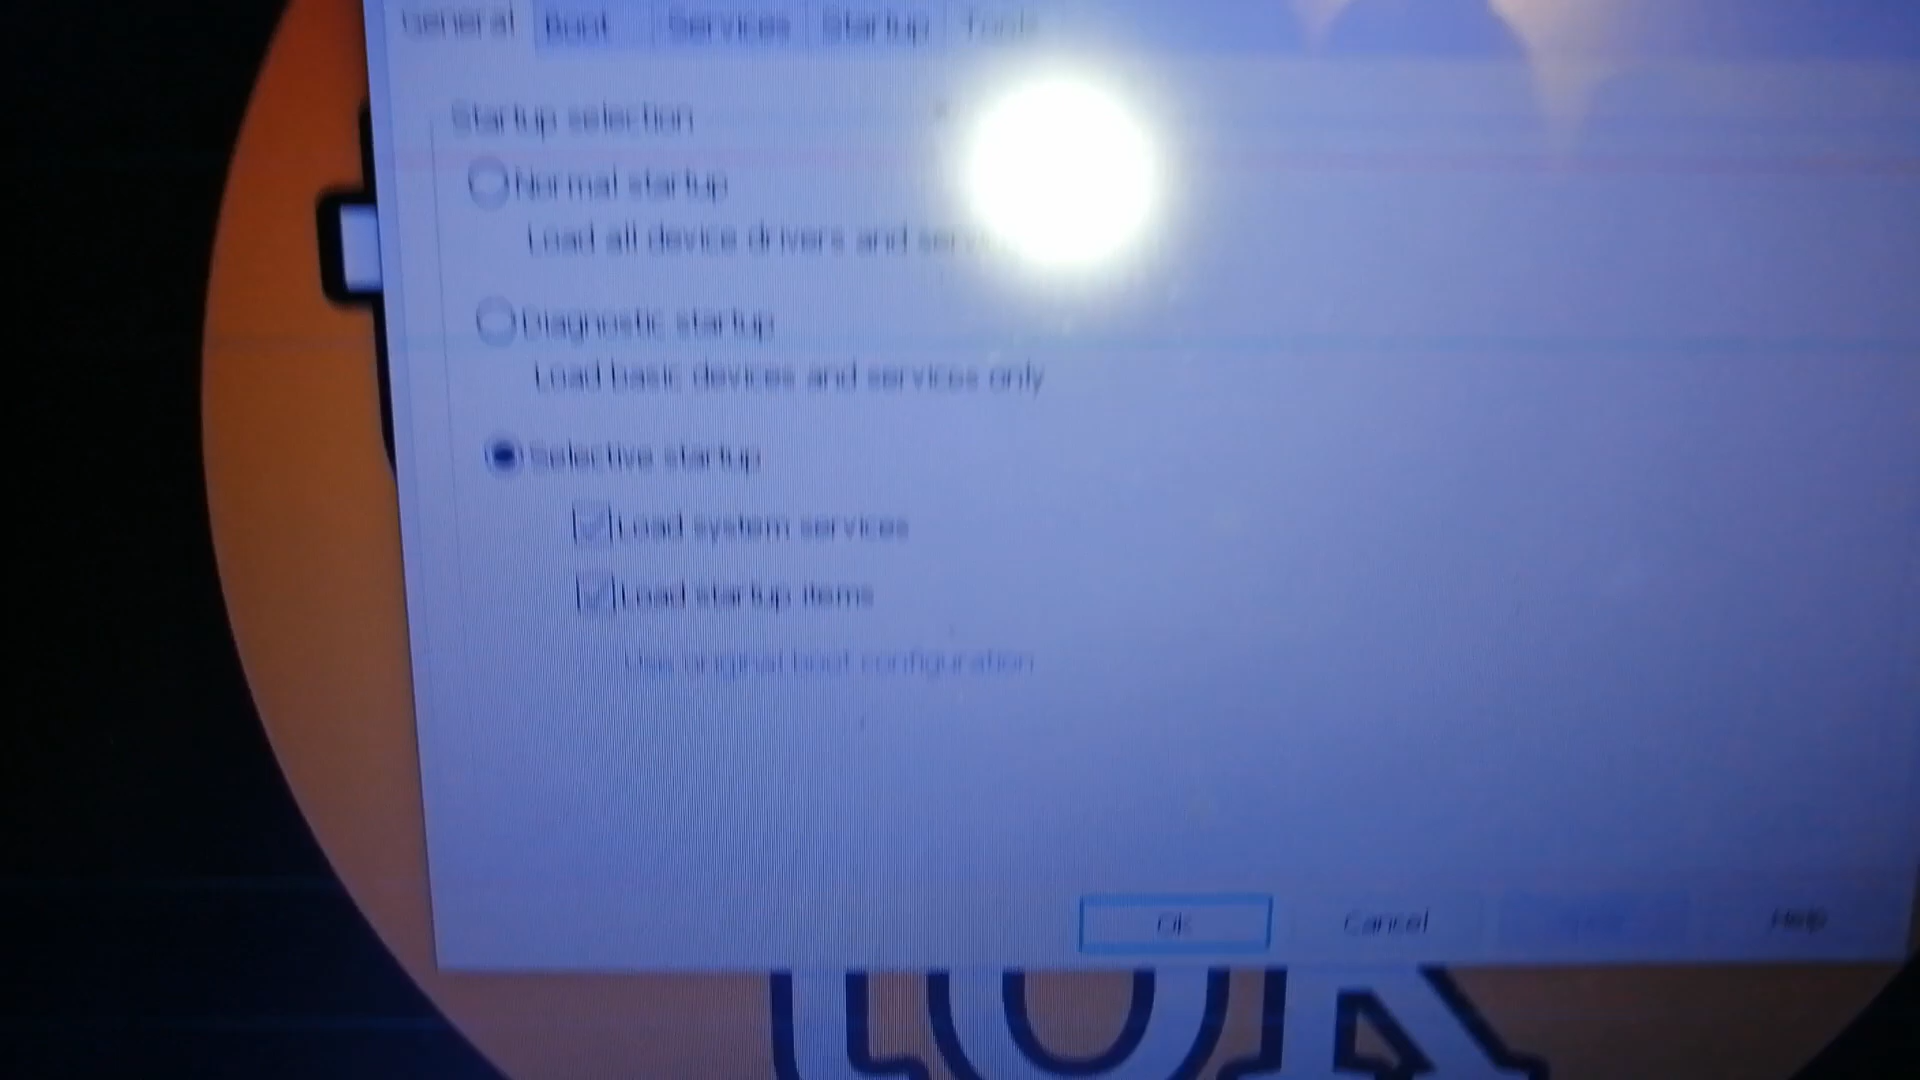 General Boot Services Startup Tools
Startup selection
Normal startup
Load all device drivers and
Diagnostic startup
Load basic devices and services only
Selective startup
Load system services
Load startup items
Use original boot configuration
OK Cancel Help